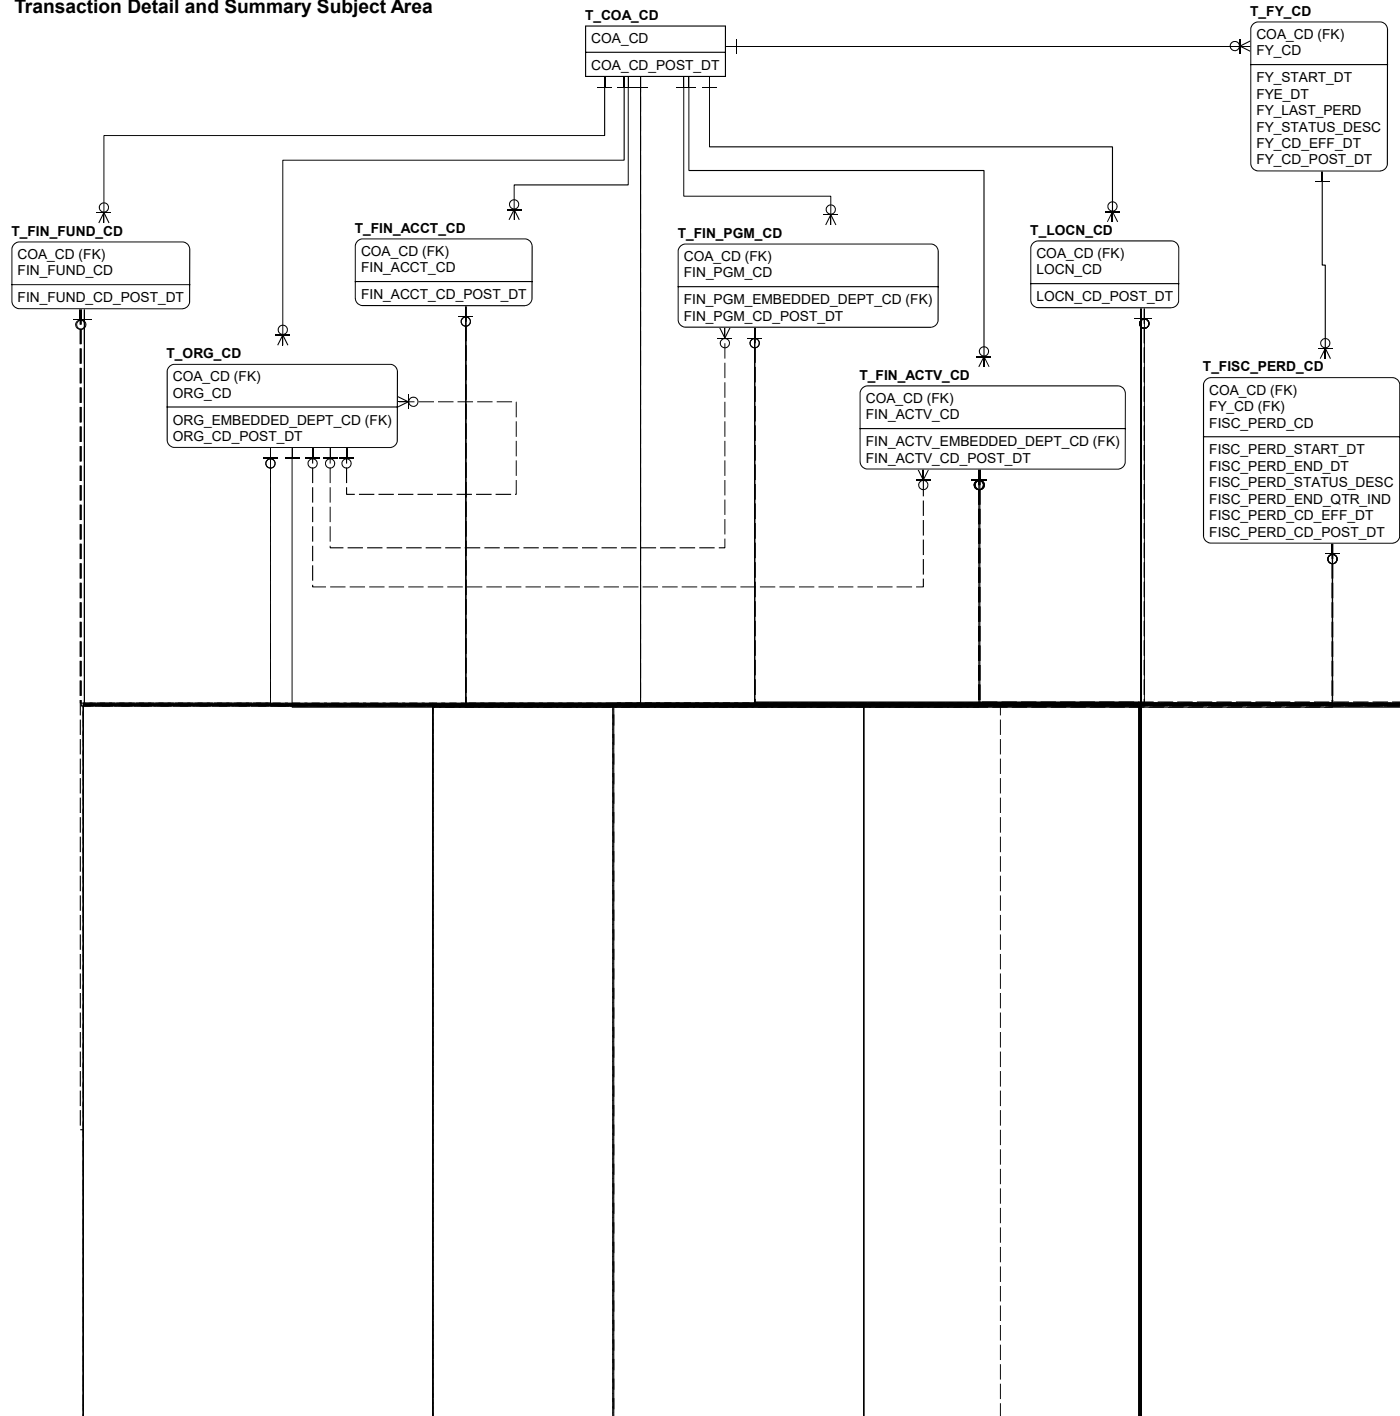 Transaction Detail and Summary Subject Area
T_COA_CD
COA_CD
COA_CD_POST_DT
T_FY_CD
COA_CD (FK)
FY_CD
FY_START_DT
FYE_DT
FY_LAST_PERD
FY_STATUS_DESC
FY_CD_EFF_DT
FY_CD_POST_DT
T_FIN_FUND_CD
COA_CD (FK)
FIN_FUND_CD
FIN_FUND_CD_POST_DT
T_FIN_ACCT_CD
COA_CD (FK)
FIN_ACCT_CD
FIN_ACCT_CD_POST_DT
T_FIN_PGM_CD
COA_CD (FK)
FIN_PGM_CD
FIN_PGM_EMBEDDED_DEPT_CD (FK)
FIN_PGM_CD_POST_DT
T_LOCN_CD
COA_CD (FK)
LOCN_CD
LOCN_CD_POST_DT
T_ORG_CD
COA_CD (FK)
ORG_CD
ORG_EMBEDDED_DEPT_CD (FK)
ORG_CD_POST_DT
T_FIN_ACTV_CD
COA_CD (FK)
FIN_ACTV_CD
FIN_ACTV_EMBEDDED_DEPT_CD (FK)
FIN_ACTV_CD_POST_DT
T_FISC_PERD_CD
COA_CD (FK)
FY_CD (FK)
FISC_PERD_CD
FISC_PERD_START_DT
FISC_PERD_END_DT
FISC_PERD_STATUS_DESC
FISC_PERD_END_QTR_IND
FISC_PERD_CD_EFF_DT
FISC_PERD_CD_POST_DT